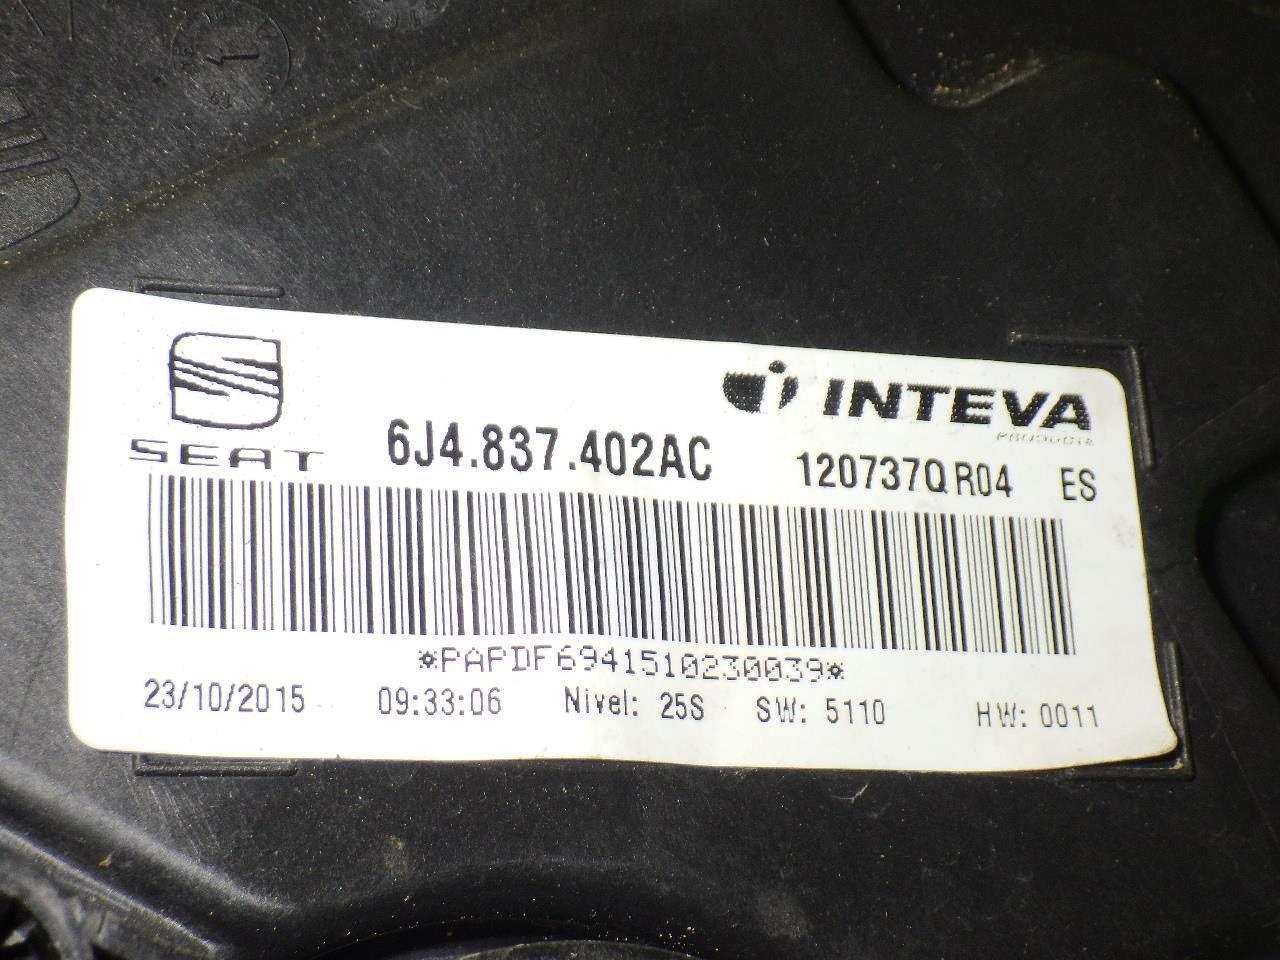 SEAT
6J4.837.402AC
INTEVA
PRODUCTS
120737Q R04 ES
*PAPDF6941510230039*
23/10/2015 09:33:06 Nivel: 25S SW: 5110 HW: 0011